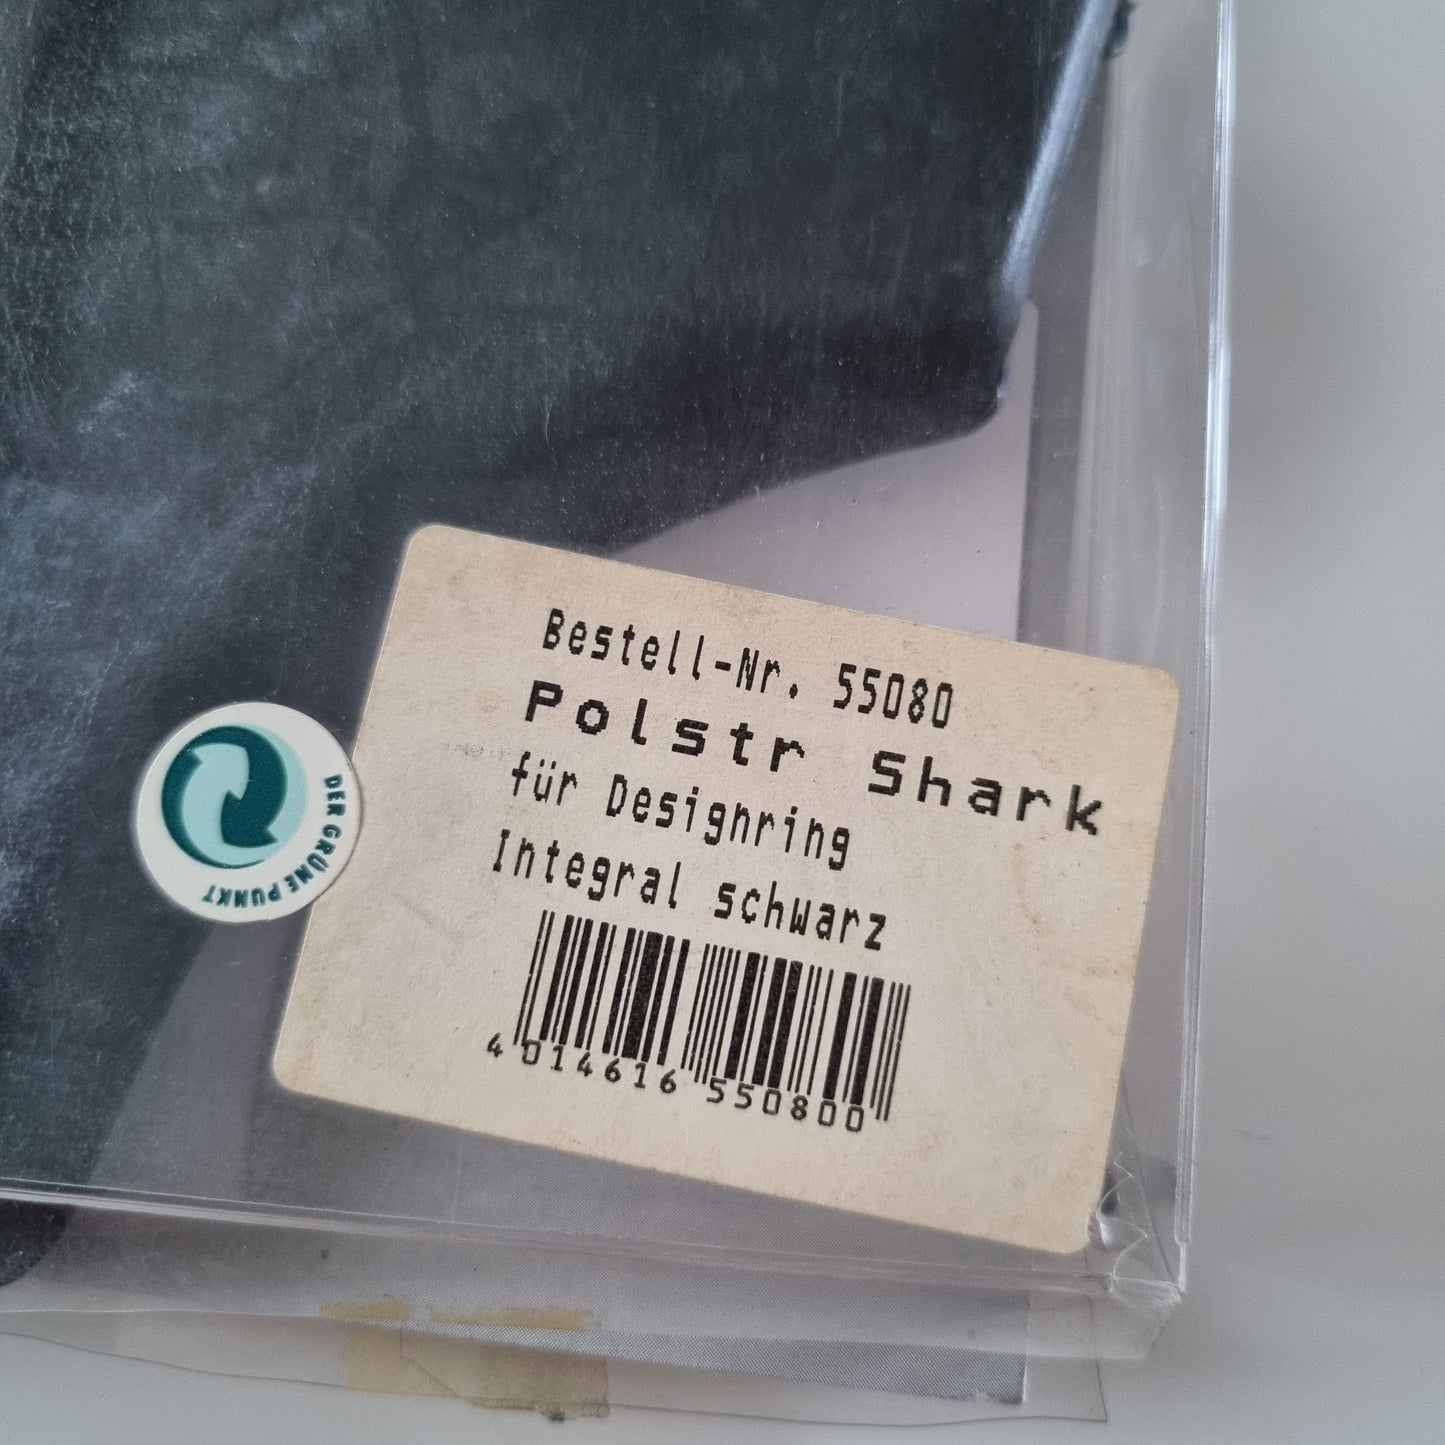 Bestell-Nr. 55080
Polstr Shark
für Designring
Integral schwarz
4 014616 550800
DER GRÜNE PUNKT